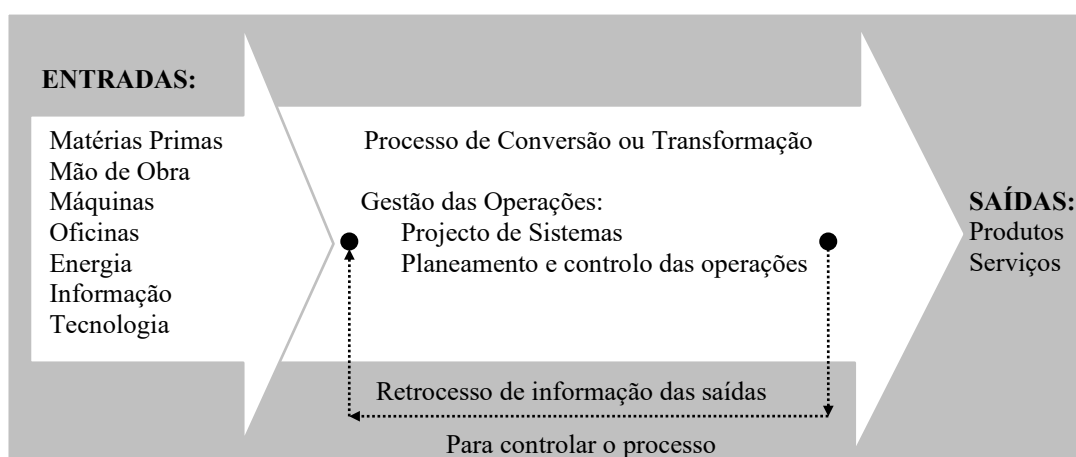 ENTRADAS:
Matérias Primas
Mão de Obra
Máquinas
Oficinas
Energia
Informação
Tecnologia
Processo de Conversão ou Transformação
Gestão das Operações:
Projecto de Sistemas
Planeamento e controlo das operações
SAÍDAS:
Produtos
Serviços
Retrocesso de informação das saídas
Para controlar o processo